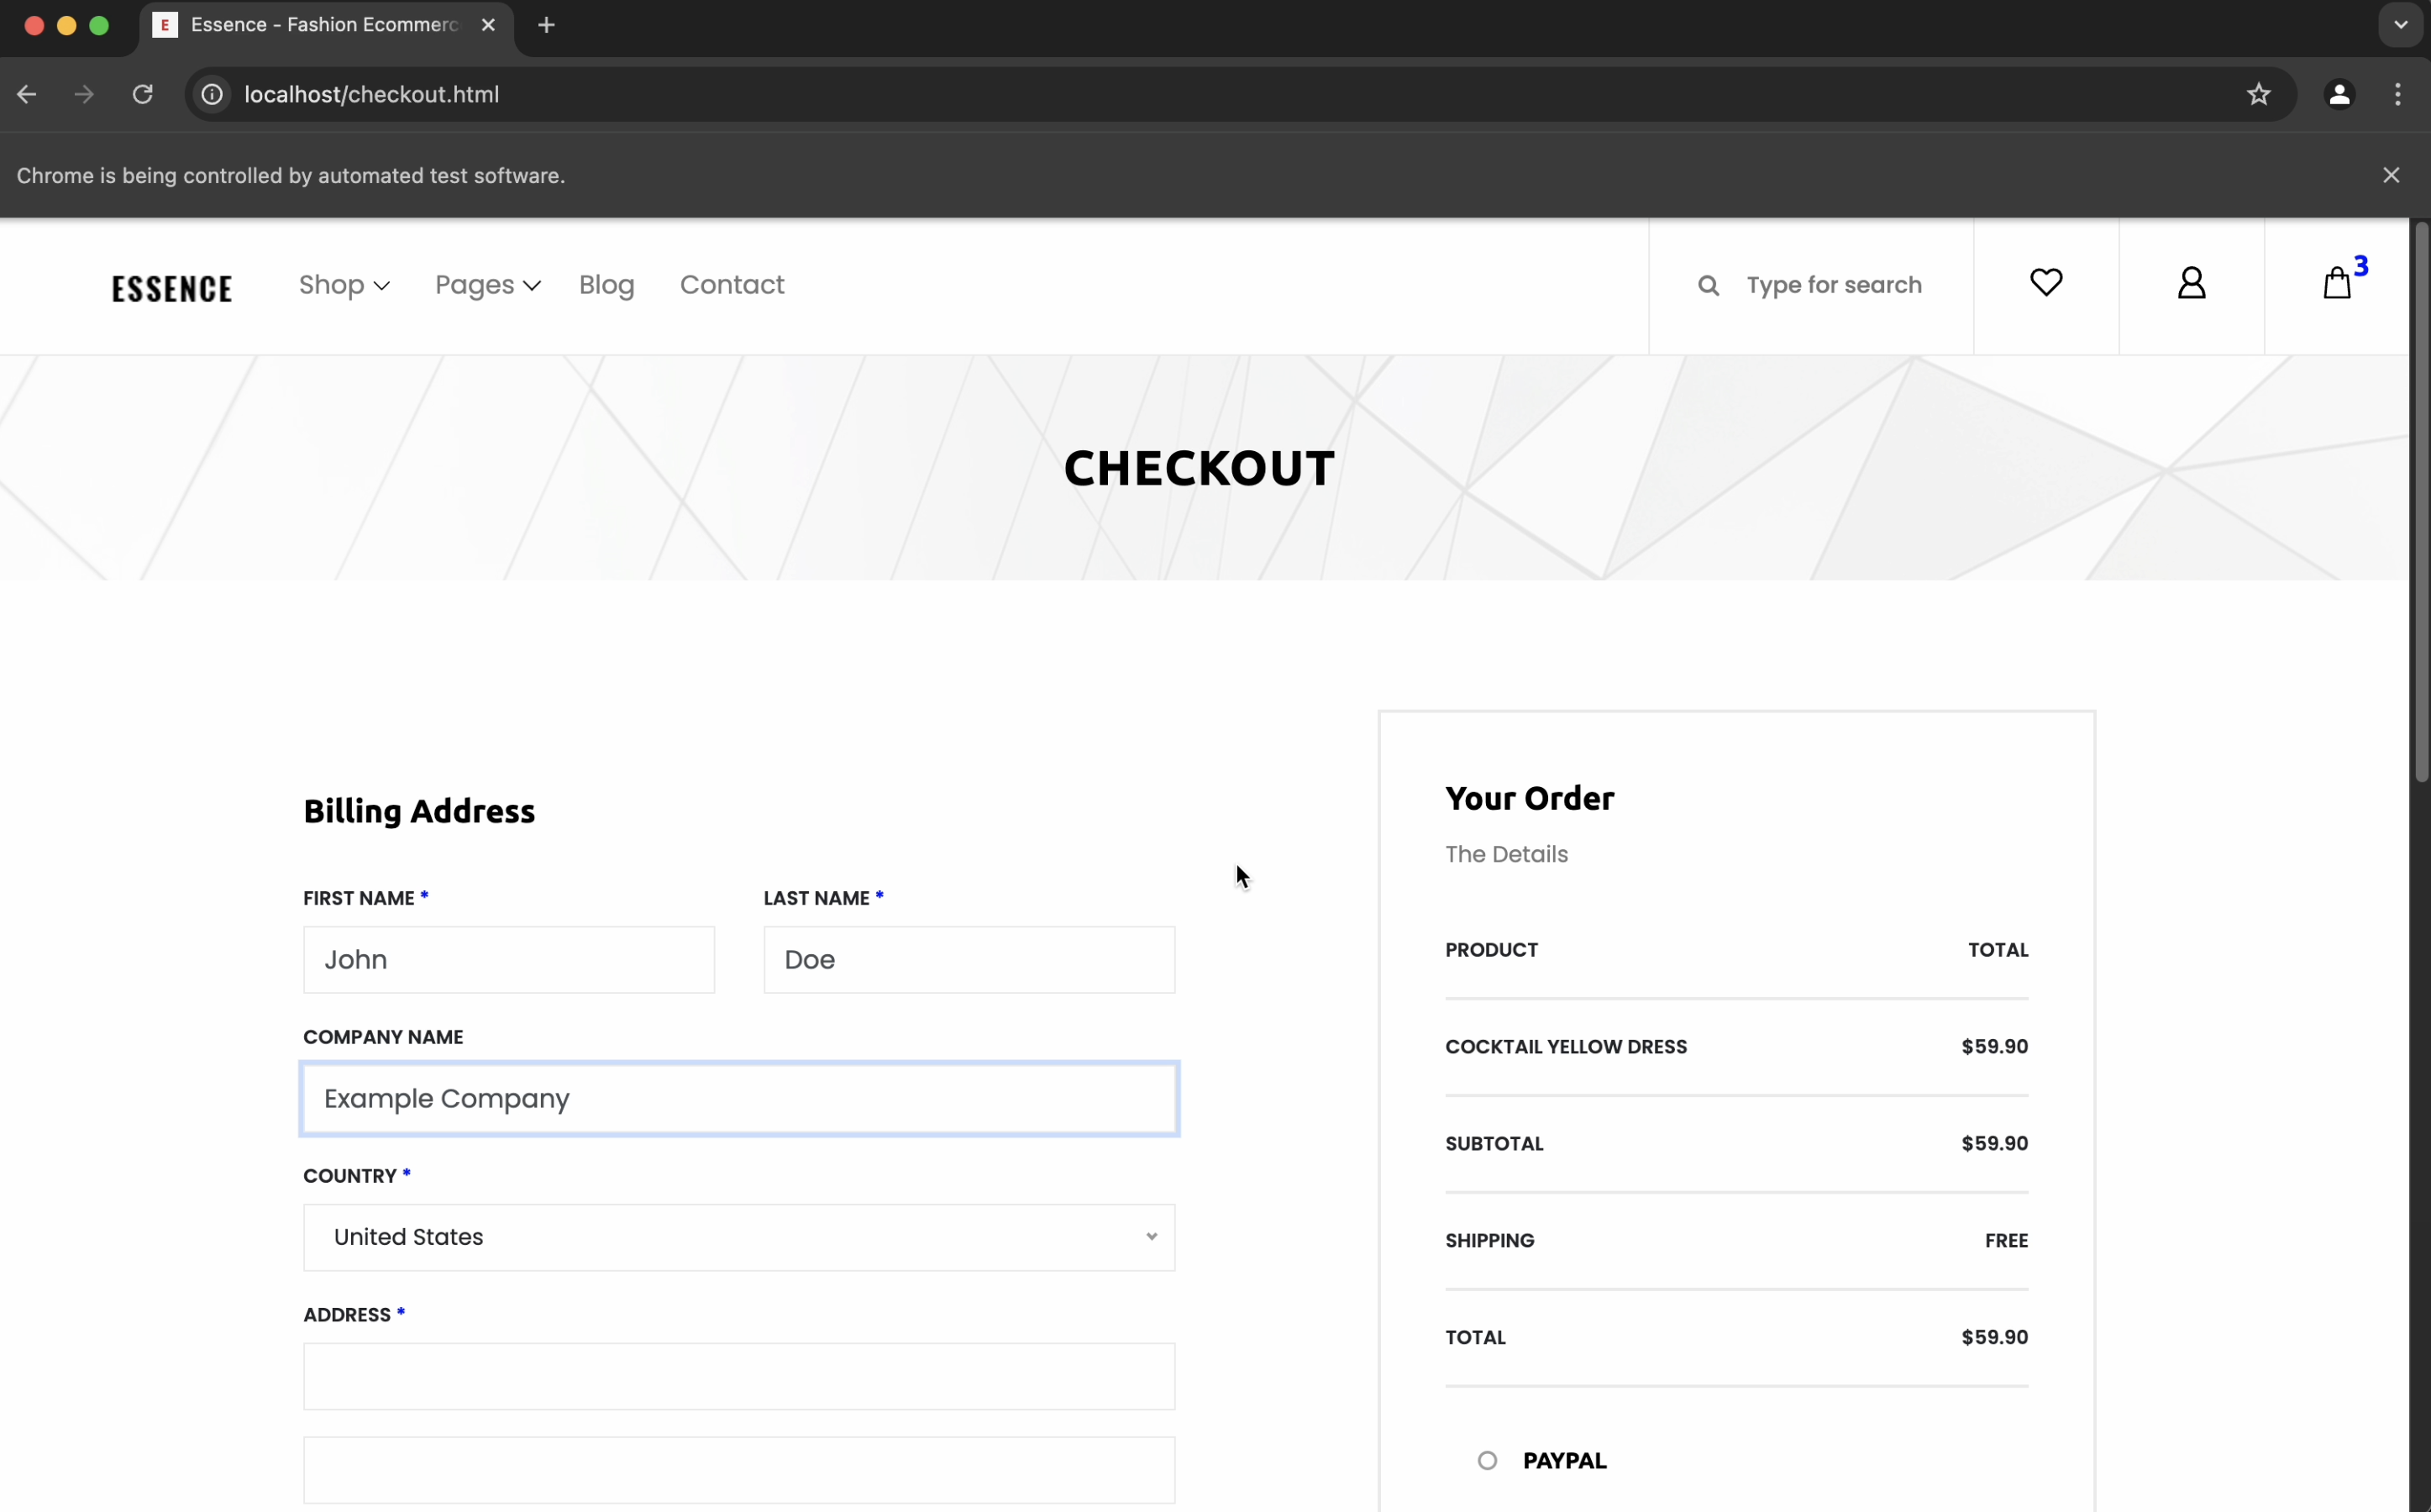 E Essence - Fashion Ecommerc
localhost/checkout.html
Chrome is being controlled by automated test software.
ESSENCE Shop Pages Blog Contact Type for search 3
CHECKOUT
Billing Address
FIRST NAME * LAST NAME *
John Doe
COMPANY NAME
Example Company
COUNTRY *
United States
ADDRESS *
Your Order
The Details
PRODUCT TOTAL
COCKTAIL YELLOW DRESS $59.90
SUBTOTAL $59.90
SHIPPING FREE
TOTAL $59.90
PAYPAL